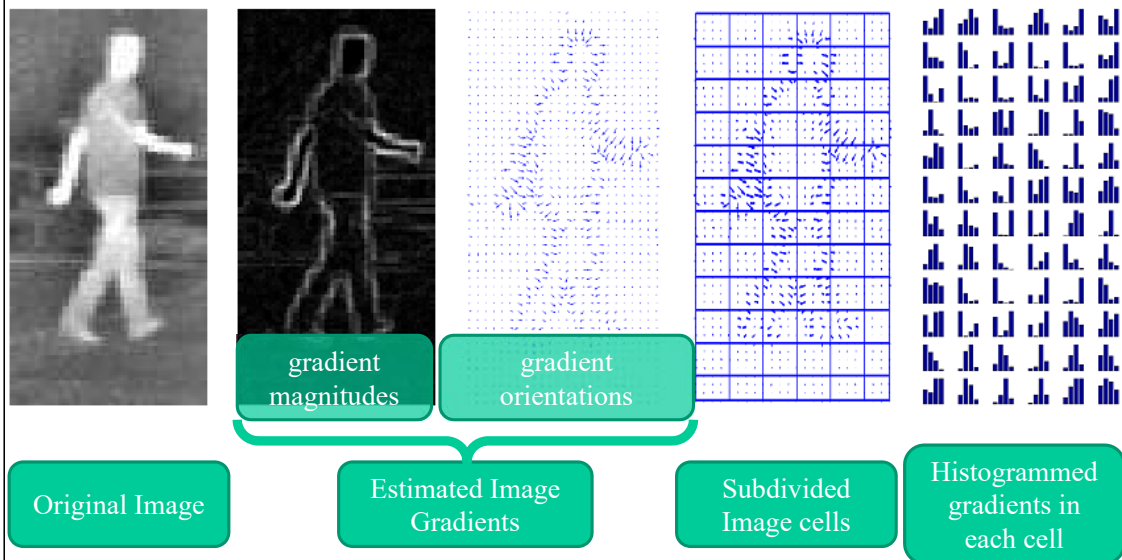 gradient
magnitudes
gradient
orientations
Original Image
Estimated Image
Gradients
Subdivided
Image cells
Histogrammed
gradients in
each cell